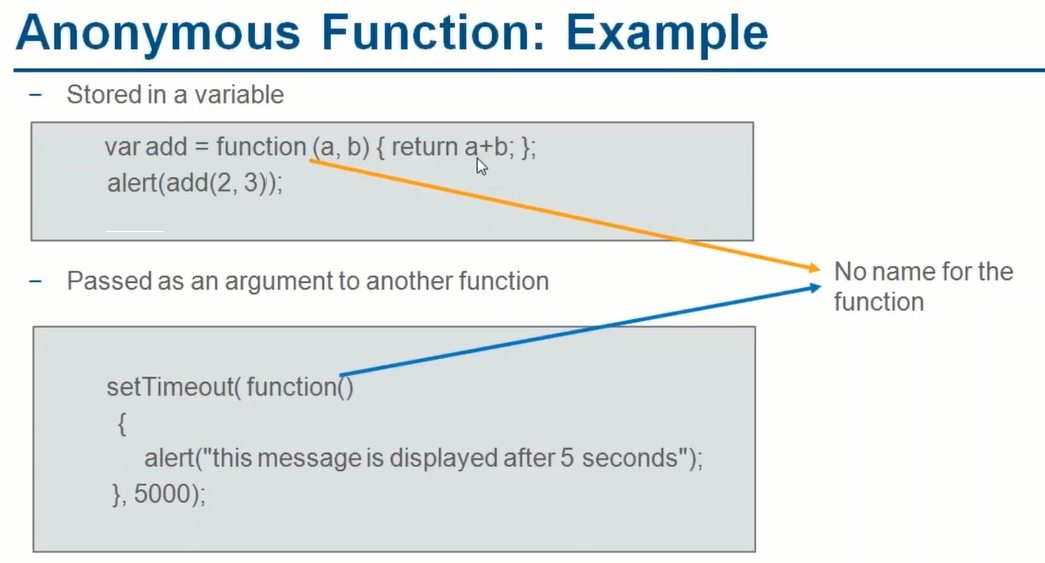 Anonymous Function: Example
– Stored in a variable
var add = function (a, b) { return a+b; };
alert(add(2, 3));
– Passed as an argument to another function
No name for the
function
setTimeout( function()
{
alert("this message is displayed after 5 seconds");
}, 5000);